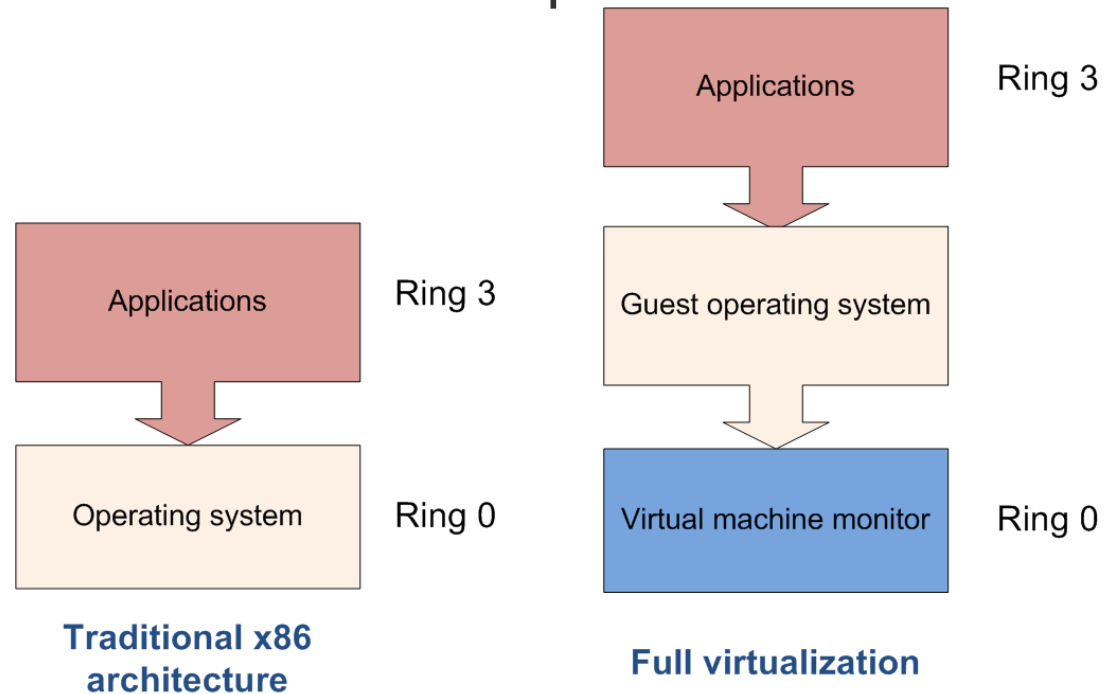 Applications
Ring 3
Operating system
Ring 0
Traditional x86
architecture
Applications
Ring 3
Guest operating system
Virtual machine monitor
Ring 0
Full virtualization